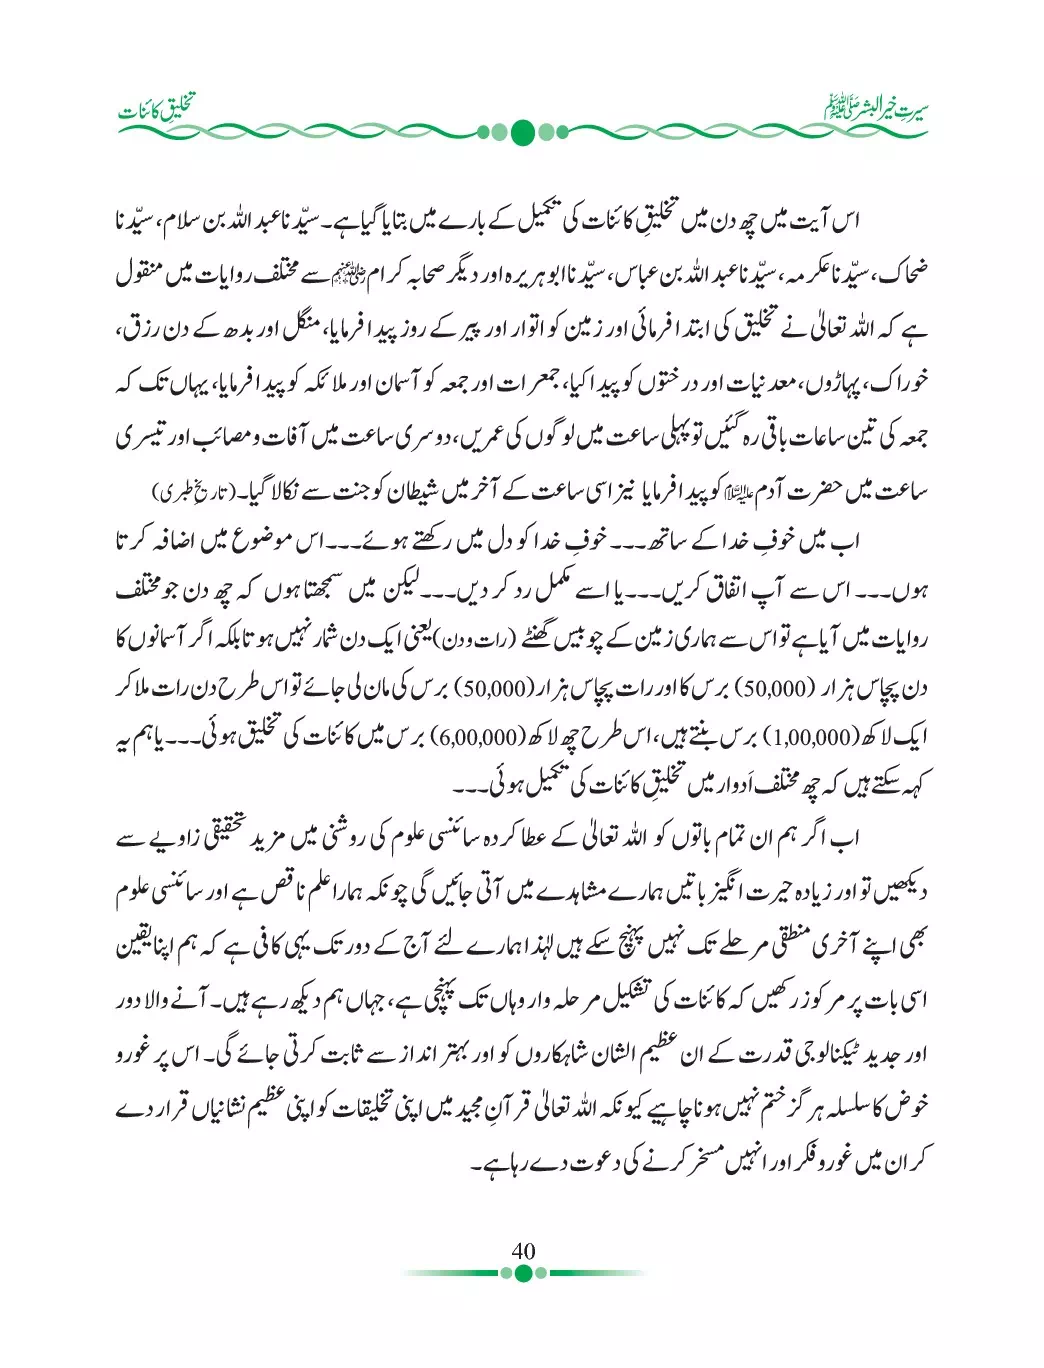 سیرتِ خیر البشر ﷺ
تخلیقِ کائنات
اس آیت میں چھ دن میں تخلیقِ کائنات کی تکمیل کے بارے میں بتایا گیا ہے۔ سیّدنا عبد اللہ بن سلام، سیّدنا
ضحاک، سیّدنا عکرمہ، سیّدنا عبد اللہ بن عباس، سیّدنا ابو ہریرہ اور دیگر صحابہ کرام رضی اللہ عنہم سے مختلف روایات میں منقول
ہے کہ اللہ تعالیٰ نے تخلیق کی ابتدا فرمائی اور زمین کو اتوار اور پیر کے روز پیدا فرمایا، منگل اور بدھ کے دن رزق،
خوراک، پہاڑوں، معدنیات اور درختوں کو پیدا کیا، جمعرات اور جمعہ کو آسمان اور ملائکہ کو پیدا فرمایا، یہاں تک کہ
جمعہ کی تین ساعات باقی رہ گئیں تو پہلی ساعت میں لوگوں کی عمریں، دوسری ساعت میں آفات و مصائب اور تیسری
ساعت میں حضرت آدم علیہ السلام کو پیدا فرمایا نیز اسی ساعت کے آخر میں شیطان کو جنت سے نکالا گیا۔ (تاریخِ طبری)
اب میں خوفِ خدا کے ساتھ۔۔۔ خوفِ خدا کو دل میں رکھتے ہوئے۔۔۔ اس موضوع میں اضافہ کرتا
ہوں۔۔۔ اس سے آپ اتفاق کریں۔۔۔ یا اسے مکمل رد کر دیں۔۔۔ لیکن میں سمجھتا ہوں کہ چھ دن جو مختلف
روایات میں آیا ہے تو اس سے ہماری زمین کے چوبیس گھنٹے (رات و دن) یعنی ایک دن شمار نہیں ہوتا بلکہ اگر آسمانوں کا
دن پچاس ہزار (50,000) برس کا اور رات پچاس ہزار (50,000) برس کی مان لی جائے تو اس طرح دن رات ملا کر
ایک لاکھ (1,00,000) برس بنتے ہیں، اس طرح چھ لاکھ (6,00,000) برس میں کائنات کی تخلیق ہوئی۔۔۔ یا ہم یہ
کہہ سکتے ہیں کہ چھ مختلف اَدوار میں تخلیقِ کائنات کی تکمیل ہوئی۔۔۔
اب اگر ہم ان تمام باتوں کو اللہ تعالیٰ کے عطا کردہ سائنسی علوم کی روشنی میں مزید تحقیقی زاویے سے
دیکھیں تو اور زیادہ حیرت انگیز باتیں ہمارے مشاہدے میں آتی جائیں گی چونکہ ہمارا علم ناقص ہے اور سائنسی علوم
بھی اپنے آخری منطقی مرحلے تک نہیں پہنچ سکے ہیں لہٰذا ہمارے لئے آج کے دور تک یہی کافی ہے کہ ہم اپنا یقین
اسی بات پر مرکوز رکھیں کہ کائنات کی تشکیل مرحلہ وار وہاں تک پہنچی ہے، جہاں ہم دیکھ رہے ہیں۔ آنے والا دور
اور جدید ٹیکنالوجی قدرت کے ان عظیم الشان شاہکاروں کو اور بہتر انداز سے ثابت کرتی جائے گی۔ اس پر غورو
خوض کا سلسلہ ہرگز ختم نہیں ہونا چاہیے کیونکہ اللہ تعالیٰ قرآنِ مجید میں اپنی تخلیقات کو اپنی عظیم نشانیاں قرار دے
کر ان میں غوروفکر اور انہیں مسخر کرنے کی دعوت دے رہا ہے۔
40